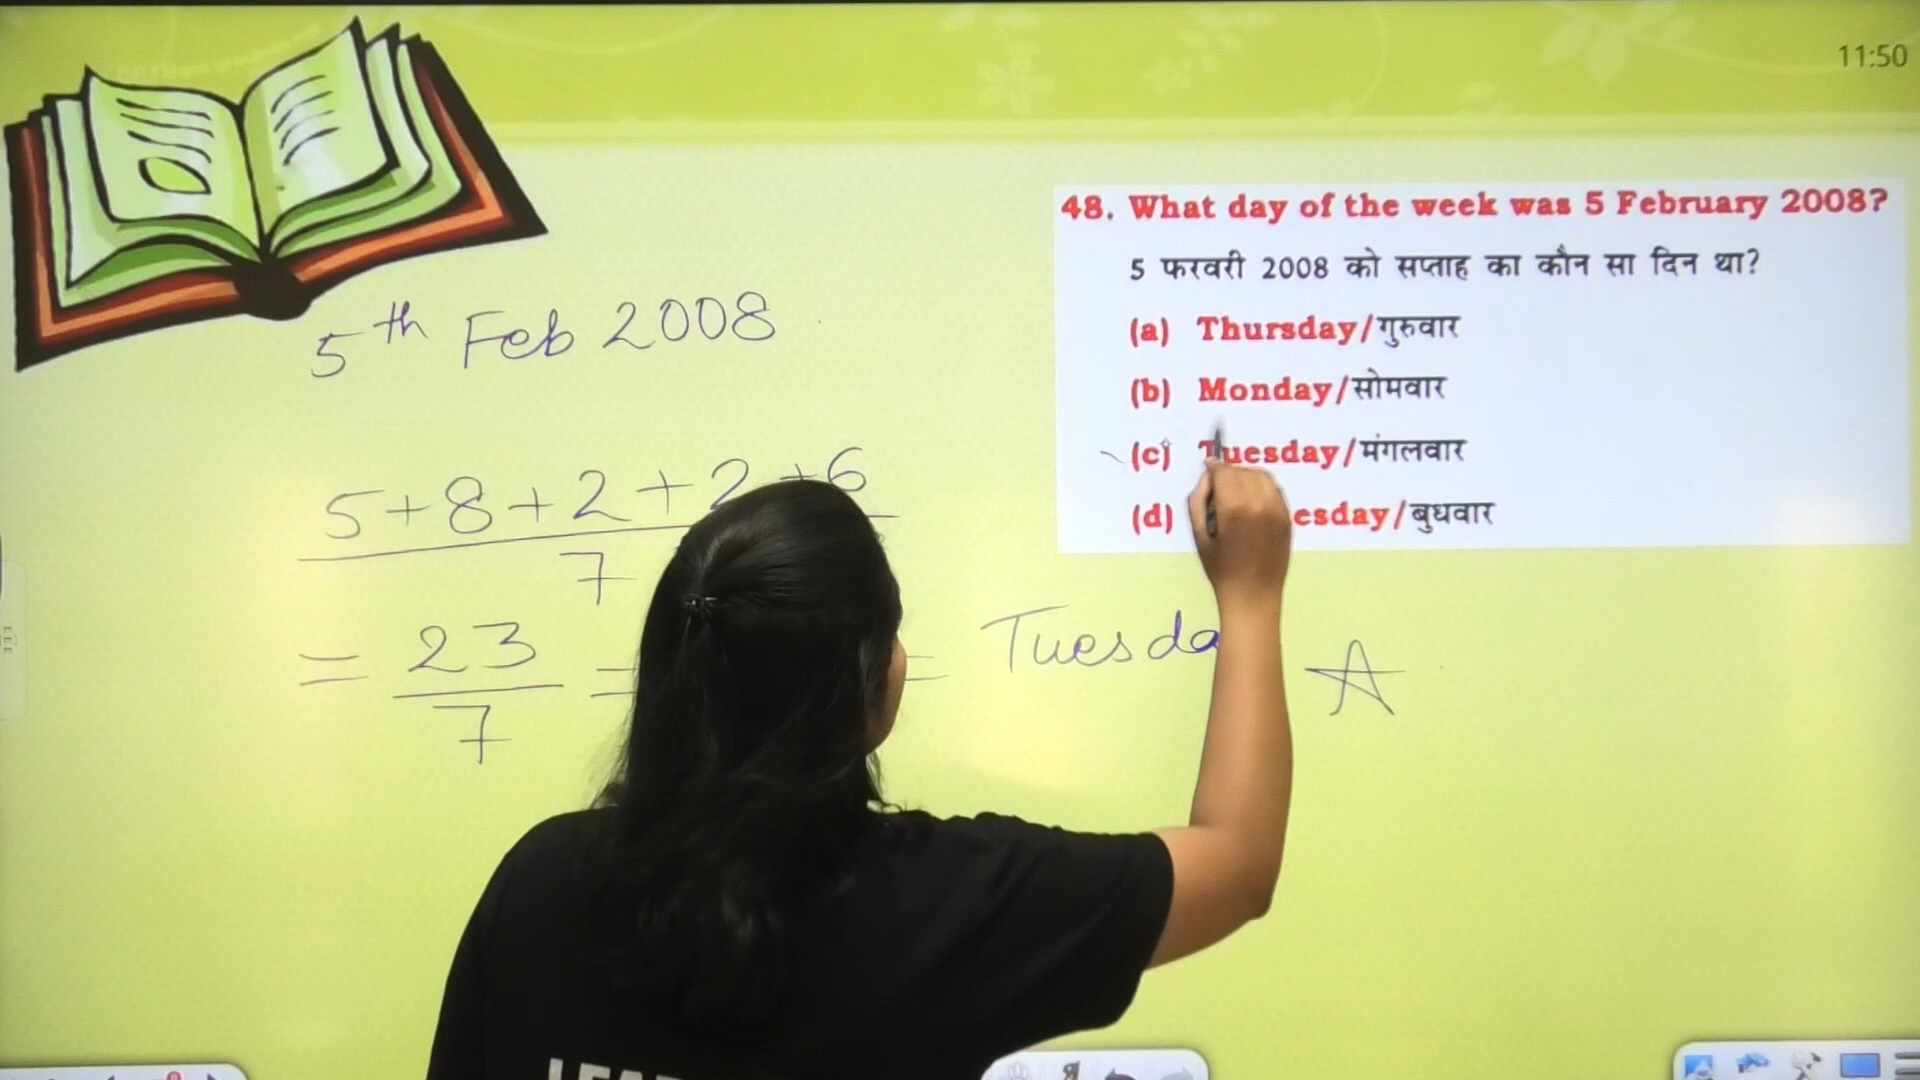 11:50
48. What day of the week was 5 February 2008?
5 फरवरी 2008 को सप्ताह का कौन सा दिन था?
(a) Thursday/गुरुवार
(b) Monday/सोमवार
(c) Tuesday/मंगलवार
(d) esday/बुधवार
5th Feb 2008
5+8+2+2+6
7
= 23 = = Tuesda A
7
LEA